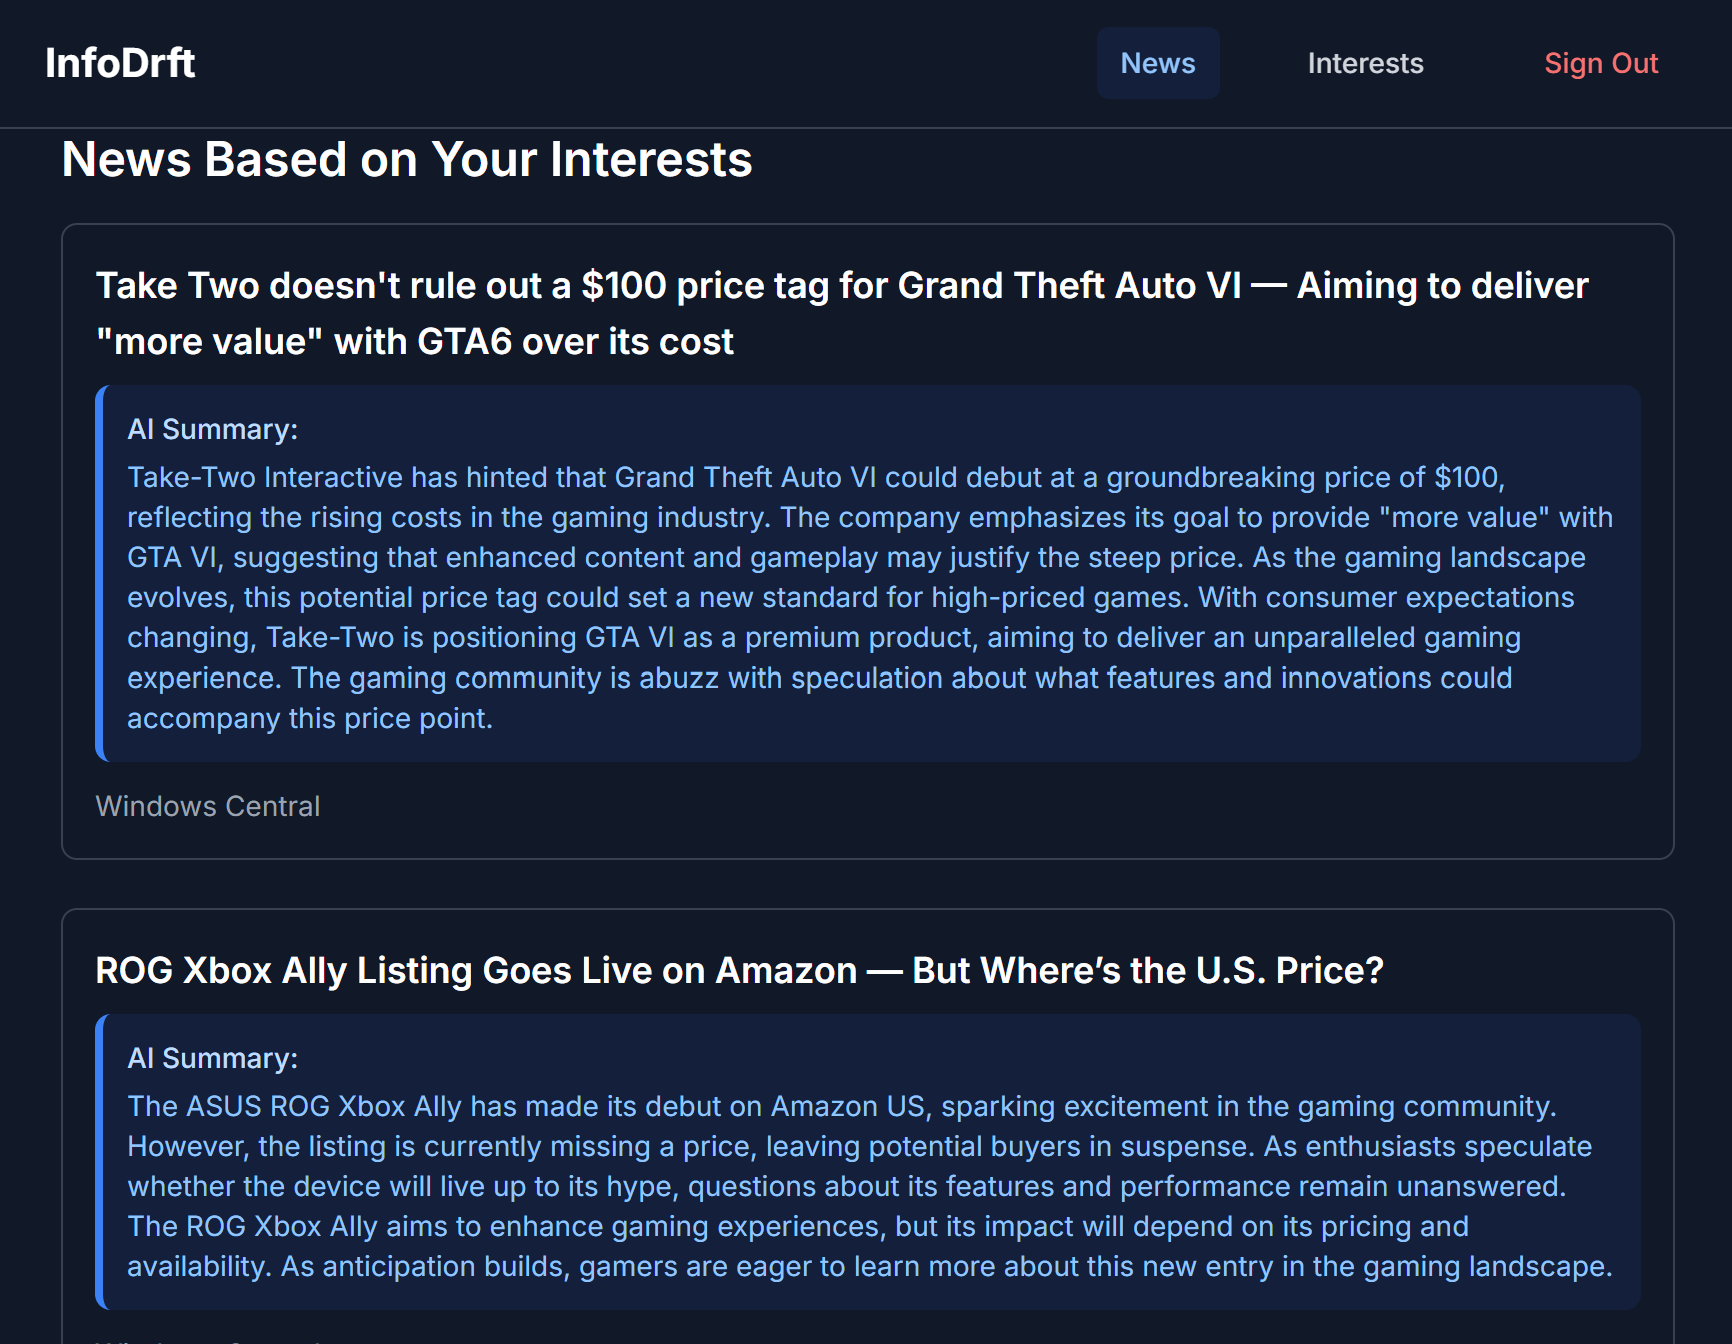 InfoDrft
News
Interests
Sign Out
News Based on Your Interests
Take Two doesn't rule out a $100 price tag for Grand Theft Auto VI — Aiming to deliver
"more value" with GTA6 over its cost
AI Summary:
Take-Two Interactive has hinted that Grand Theft Auto VI could debut at a groundbreaking price of $100,
reflecting the rising costs in the gaming industry. The company emphasizes its goal to provide "more value" with
GTA VI, suggesting that enhanced content and gameplay may justify the steep price. As the gaming landscape
evolves, this potential price tag could set a new standard for high-priced games. With consumer expectations
changing, Take-Two is positioning GTA VI as a premium product, aiming to deliver an unparalleled gaming
experience. The gaming community is abuzz with speculation about what features and innovations could
accompany this price point.
Windows Central
ROG Xbox Ally Listing Goes Live on Amazon — But Where’s the U.S. Price?
AI Summary:
The ASUS ROG Xbox Ally has made its debut on Amazon US, sparking excitement in the gaming community.
However, the listing is currently missing a price, leaving potential buyers in suspense. As enthusiasts speculate
whether the device will live up to its hype, questions about its features and performance remain unanswered.
The ROG Xbox Ally aims to enhance gaming experiences, but its impact will depend on its pricing and
availability. As anticipation builds, gamers are eager to learn more about this new entry in the gaming landscape.